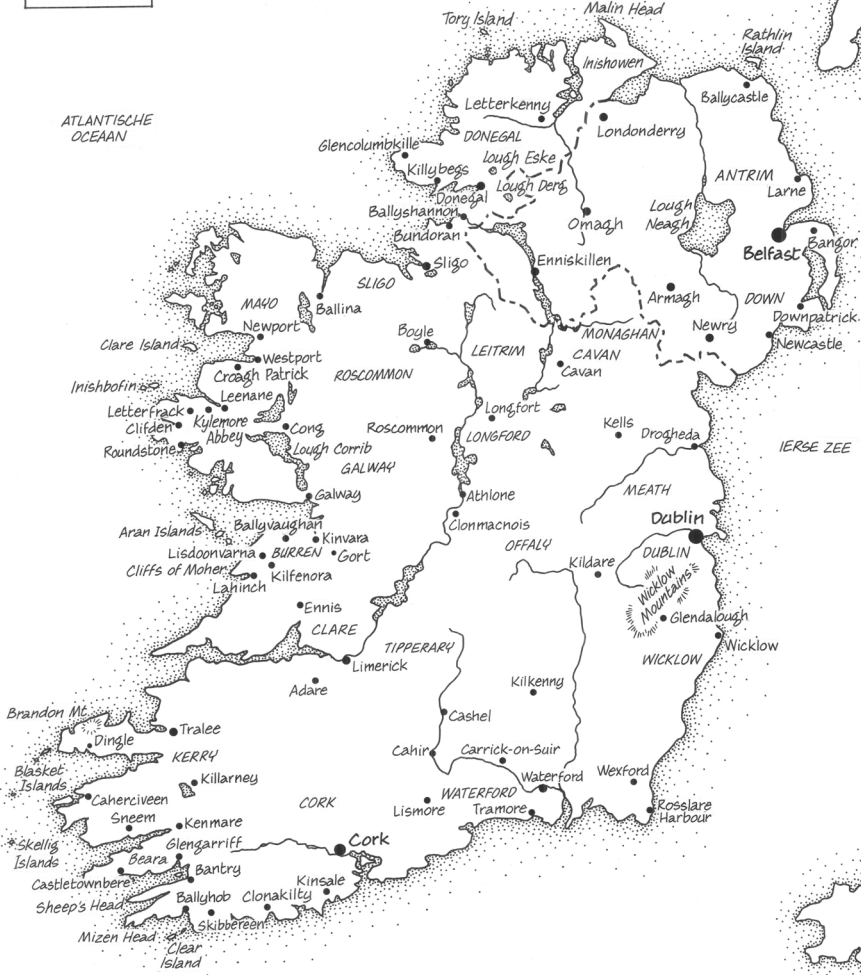 Malin Head
Tory Island
Rathlin
Island
Inishowen
Ballycastle
Letterkenny
ATLANTISCHE
OCEAAN
Londonderry
DONEGAL
Glencolumbkille
Lough Eske
Killybegs
ANTRIM
Lough Derg
Larne
Donegal
Lough
Neagh
Ballyshannon
Omagh
Bundoran
Bangor
Belfast
Sligo
Enniskillen
SLIGO
Armagh
DOWN
MAYO
Ballina
Downpatrick
Newport
Boyle
MONAGHAN
Newry
Newcastle
Clare Island
LEITRIM
CAVAN
Westport
Cavan
Croagh Patrick
ROSCOMMON
Inishbofin
Leenane
Letterfrack
Kylemore
Abbey
Longfort
Clifden
Cong
Roscommon
Kells
LONGFORD
Drogheda
Roundstone
Lough Corrib
IERSE ZEE
GALWAY
MEATH
Galway
Athlone
Dublin
Ballyvaughan
Clonmacnois
Aran Islands
Kinvara
OFFALY
Lisdoonvarna
BURREN
Gort
DUBLIN
Kildare
Cliffs of Moher
Kilfenora
Lahinch
Wicklow
Mountains
Ennis
Glendalough
CLARE
TIPPERARY
Wicklow
Limerick
WICKLOW
Adare
Kilkenny
Brandon Mt.
Cashel
Tralee
Dingle
Cahir
Carrick-on-Suir
KERRY
Blasket
Islands
Killarney
Waterford
Wexford
Caherciveen
CORK
WATERFORD
Lismore
Tramore
Rosslare
Harbour
Sneem
Kenmare
Skellig
Islands
Glengarriff
Cork
Beara
Bantry
Castletownbere
Kinsale
Sheep's Head
Ballyhob
Clonakilty
Skibbereen
Mizen Head
Clear
Island